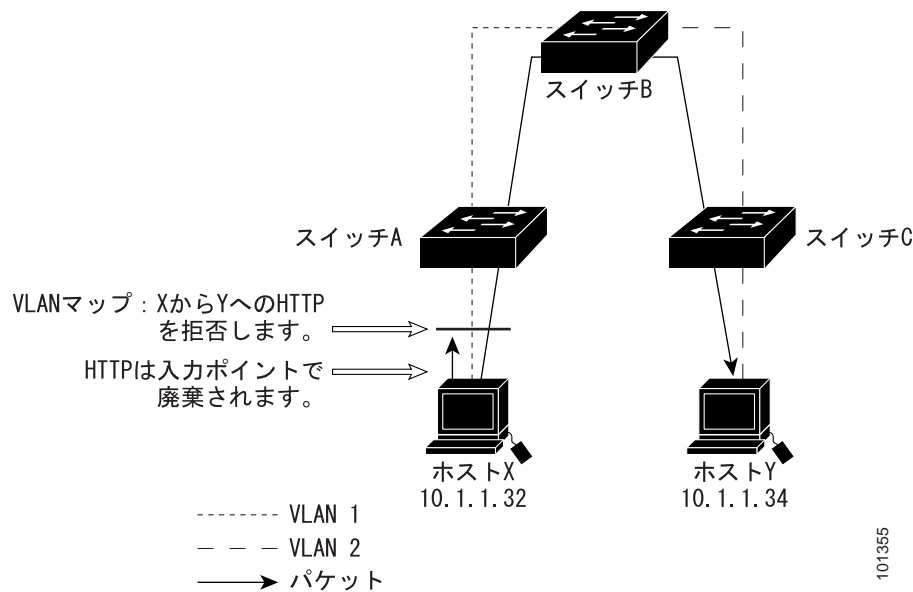 スイッチB
スイッチA
スイッチC
VLANマップ：XからYへのHTTP
を拒否します。
HTTPは入力ポイントで
廃棄されます。
ホストX
10.1.1.32
ホストY
10.1.1.34
VLAN 1
VLAN 2
パケット
101355